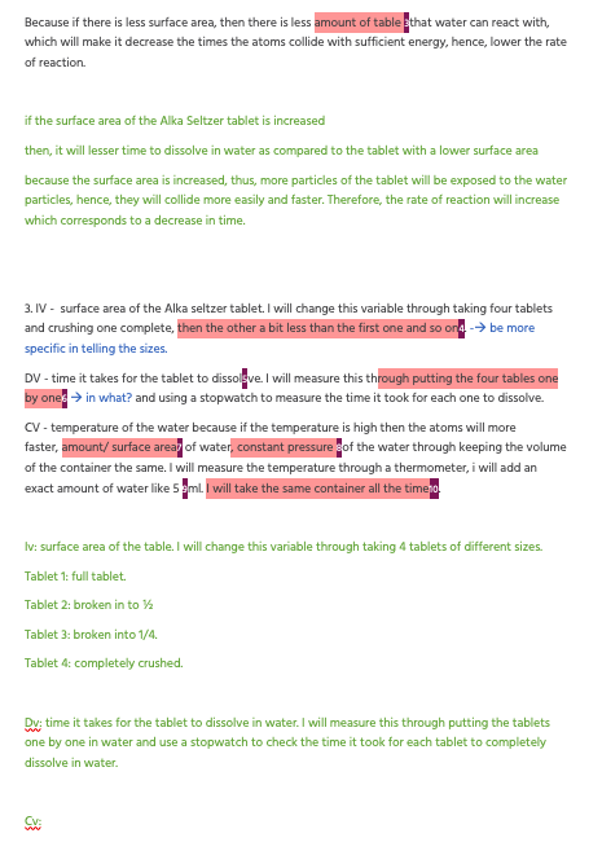 Because if there is less surface area, then there is less amount of table 3that water can react with,
which will make it decrease the times the atoms collide with sufficient energy, hence, lower the rate
of reaction.
if the surface area of the Alka Seltzer tablet is increased
then, it will lesser time to dissolve in water as compared to the tablet with a lower surface area
because the surface area is increased, thus, more particles of the tablet will be exposed to the water
particles, hence, they will collide more easily and faster. Therefore, the rate of reaction will increase
which corresponds to a decrease in time.
3. IV - surface area of the Alka seltzer tablet. I will change this variable through taking four tablets
and crushing one complete, then the other a bit less than the first one and so on4. -→ be more
specific in telling the sizes.
DV - time it takes for the tablet to dissol5ve. I will measure this through putting the four tables one
by one6 → in what? and using a stopwatch to measure the time it took for each one to dissolve.
CV - temperature of the water because if the temperature is high then the atoms will more
faster, amount/ surface area7 of water, constant pressure 8of the water through keeping the volume
of the container the same. I will measure the temperature through a thermometer, i will add an
exact amount of water like 5 9ml. I will take the same container all the time10.
Iv: surface area of the table. I will change this variable through taking 4 tablets of different sizes.
Tablet 1: full tablet.
Tablet 2: broken in to ½
Tablet 3: broken into 1/4.
Tablet 4: completely crushed.
Dv: time it takes for the tablet to dissolve in water. I will measure this through putting the tablets
one by one in water and use a stopwatch to check the time it took for each tablet to completely
dissolve in water.
Cv: